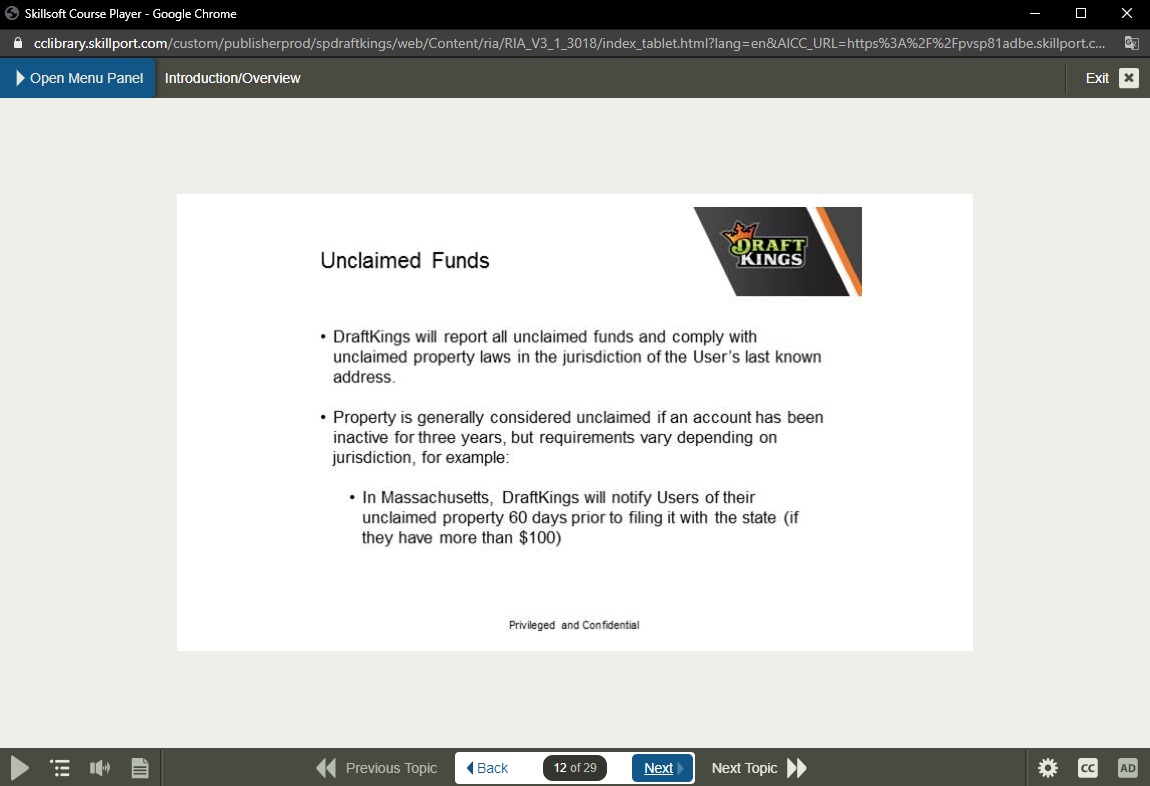 Skillsoft Course Player - Google Chrome
cclibrary.skillport.com/custom/publisherprod/spdraftkings/web/Content/ria/RIA_V3_1_3018/index_tablet.html?lang=en&AICC_URL=https%3A%2F%2Fpvsp81adbe.skillport.c...
Open Menu Panel Introduction/Overview Exit
DRAFT
KINGS
Unclaimed Funds
• DraftKings will report all unclaimed funds and comply with
unclaimed property laws in the jurisdiction of the User's last known
address.
• Property is generally considered unclaimed if an account has been
inactive for three years, but requirements vary depending on
jurisdiction, for example:
• In Massachusetts, DraftKings will notify Users of their
unclaimed property 60 days prior to filing it with the state (if
they have more than $100)
Privileged and Confidential
Previous Topic Back 12 of 29 Next Next Topic CC AD